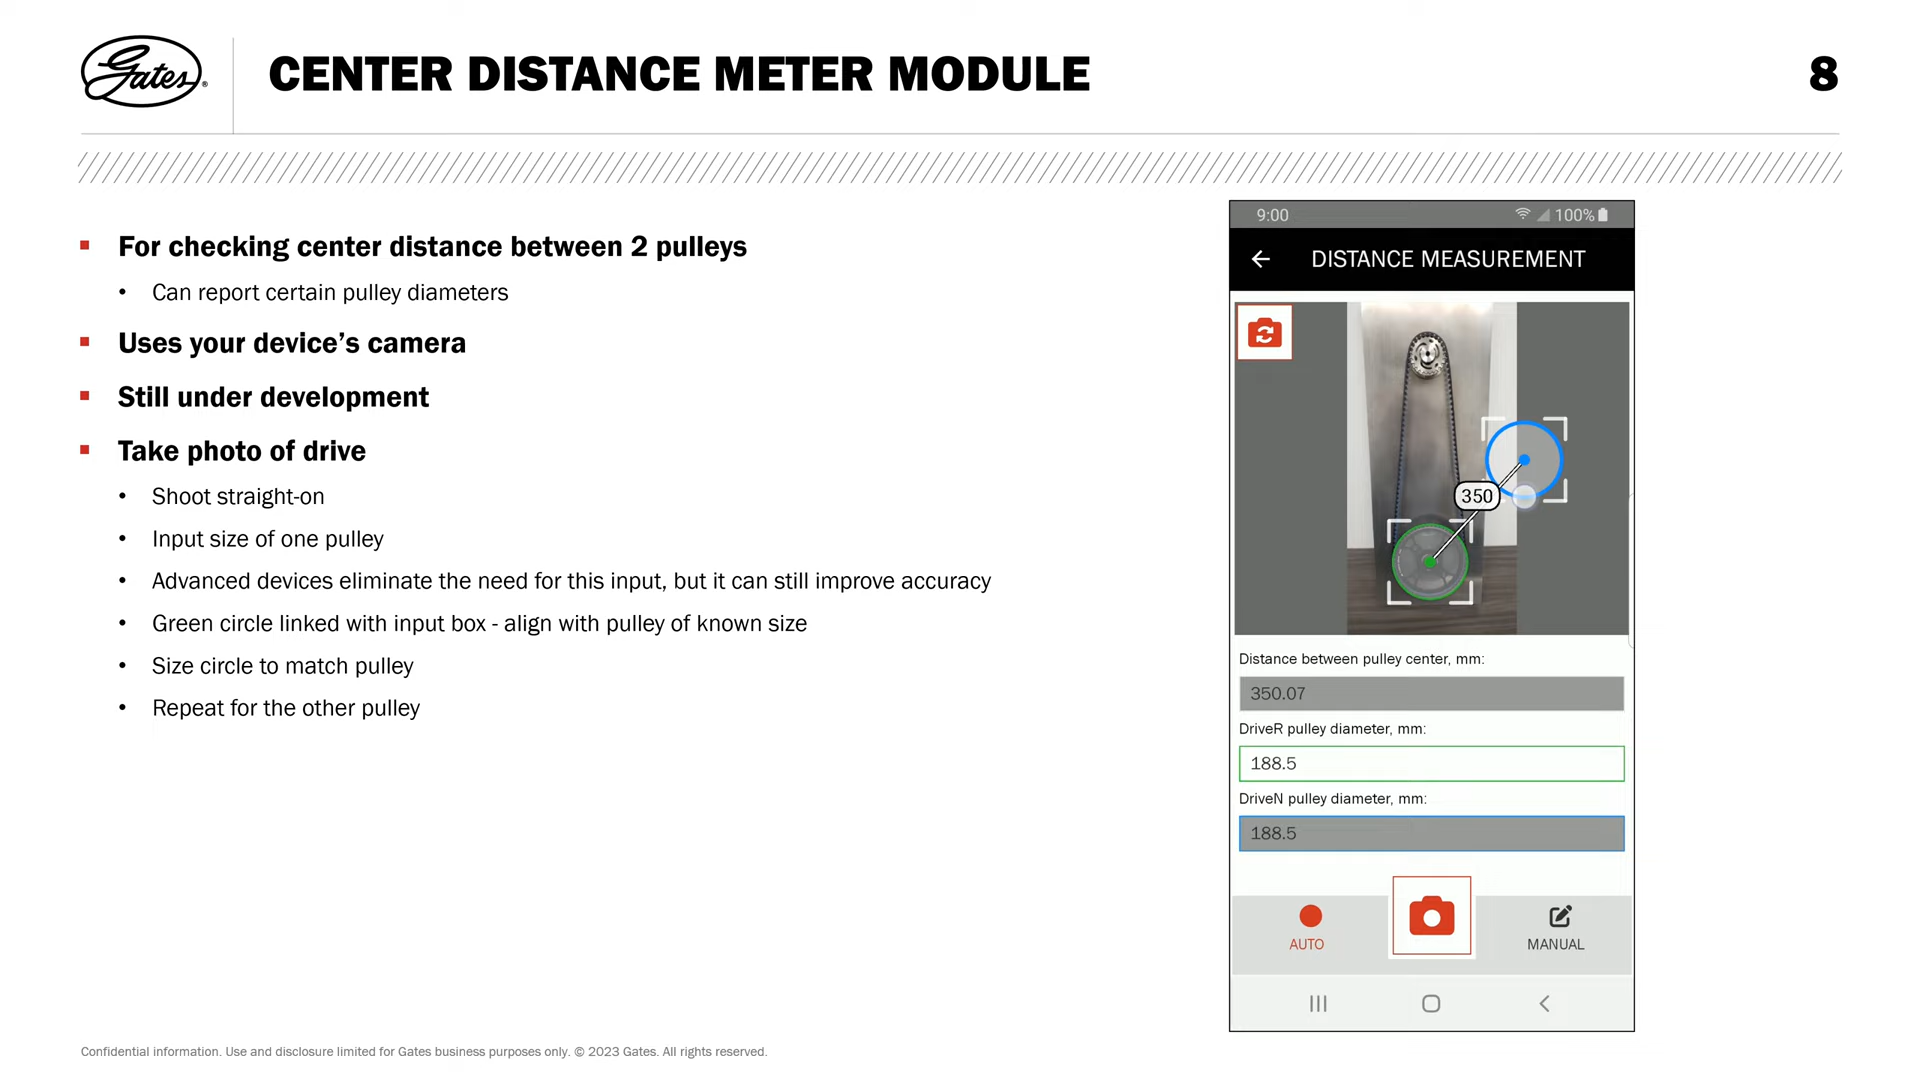 Gates®
CENTER DISTANCE METER MODULE
8
For checking center distance between 2 pulleys
• Can report certain pulley diameters
Uses your device’s camera
Still under development
Take photo of drive
• Shoot straight-on
• Input size of one pulley
• Advanced devices eliminate the need for this input, but it can still improve accuracy
• Green circle linked with input box - align with pulley of known size
• Size circle to match pulley
• Repeat for the other pulley
9:00
100%
DISTANCE MEASUREMENT
350
Distance between pulley center, mm:
350.07
DriveR pulley diameter, mm:
188.5
DriveN pulley diameter, mm:
188.5
AUTO
MANUAL
Confidential information. Use and disclosure limited for Gates business purposes only. © 2023 Gates. All rights reserved.